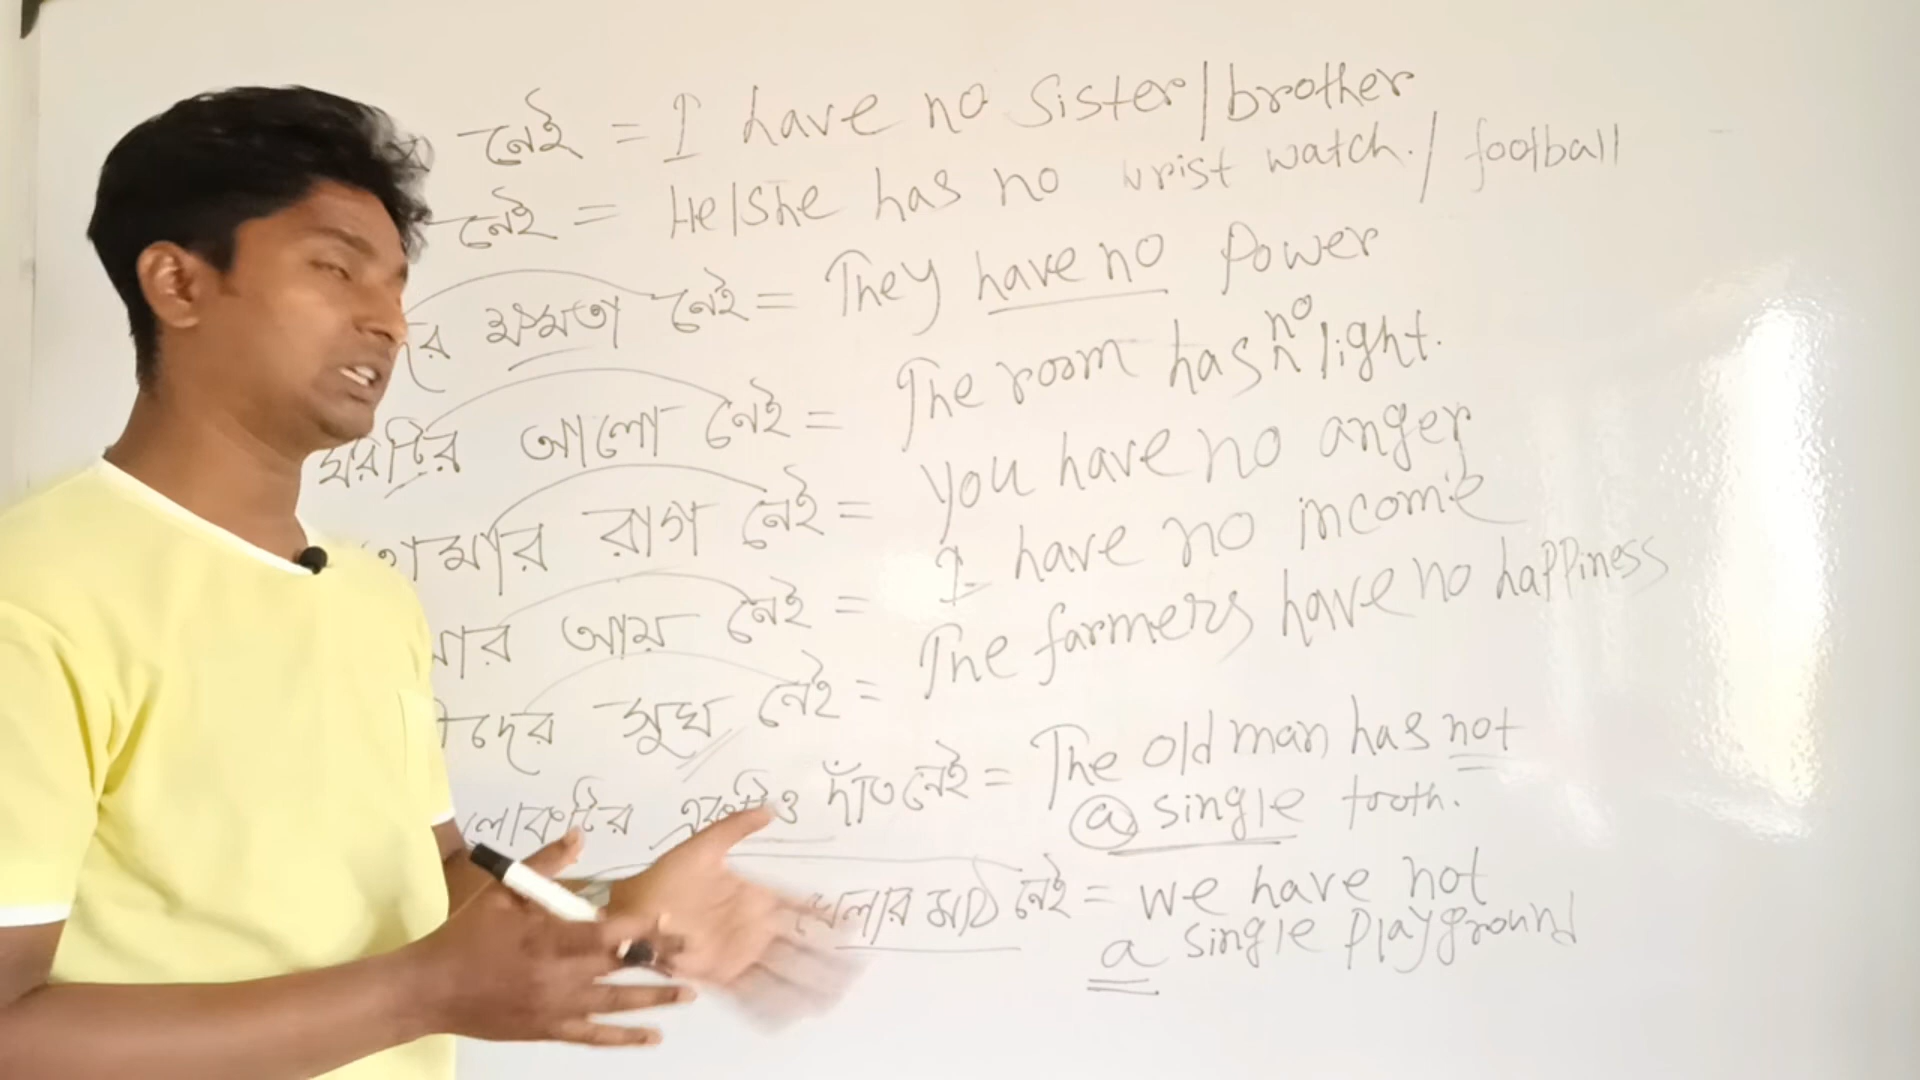 নেই = I have no sister/brother
নেই = He/She has no wrist watch./ football
ক্ষমতা নেই = They have no power
ঘরটির আলো নেই = The room has no light.
তোমার রাগ নেই = you have no anger
আয় নেই = I have no income
দের সুখ নেই = The farmers have no happiness
লোকটির একটিও দাঁত নেই = The old man has not
a single tooth.
খেলার মাঠ নেই = we have not
a single playground